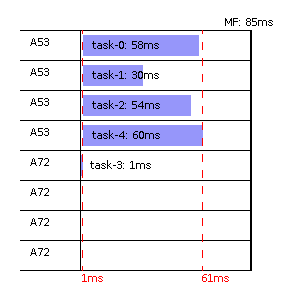 MF: 85ms
A53 task-0: 58ms
A53 task-1: 30ms
A53 task-2: 54ms
A53 task-4: 60ms
A72 task-3: 1ms
A72
A72
A72
1ms 61ms